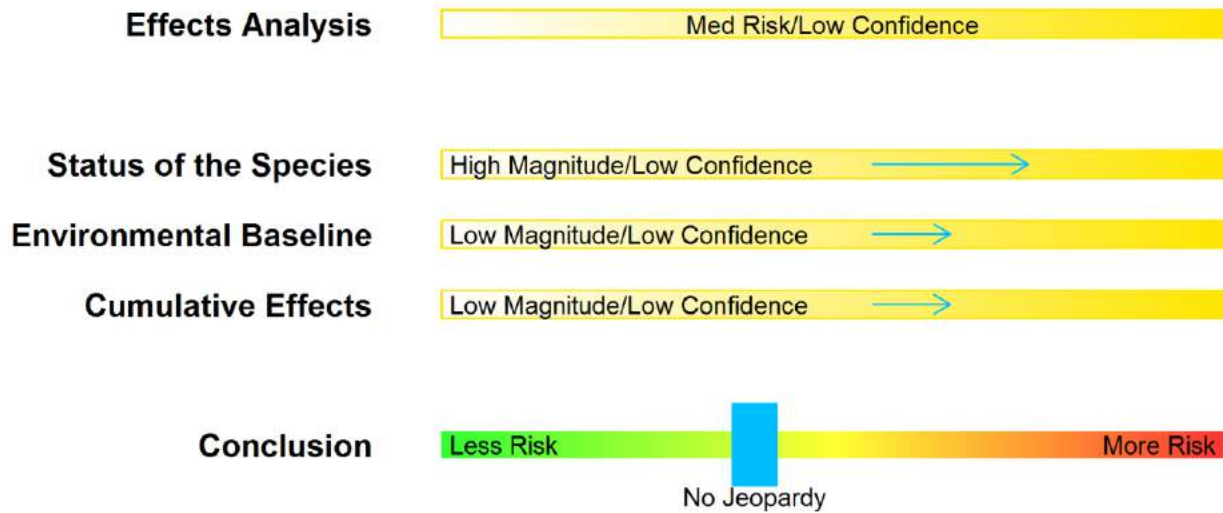 Effects Analysis Med Risk/Low Confidence
Status of the Species High Magnitude/Low Confidence
Environmental Baseline Low Magnitude/Low Confidence
Cumulative Effects Low Magnitude/Low Confidence
Conclusion Less Risk More Risk
No Jeopardy